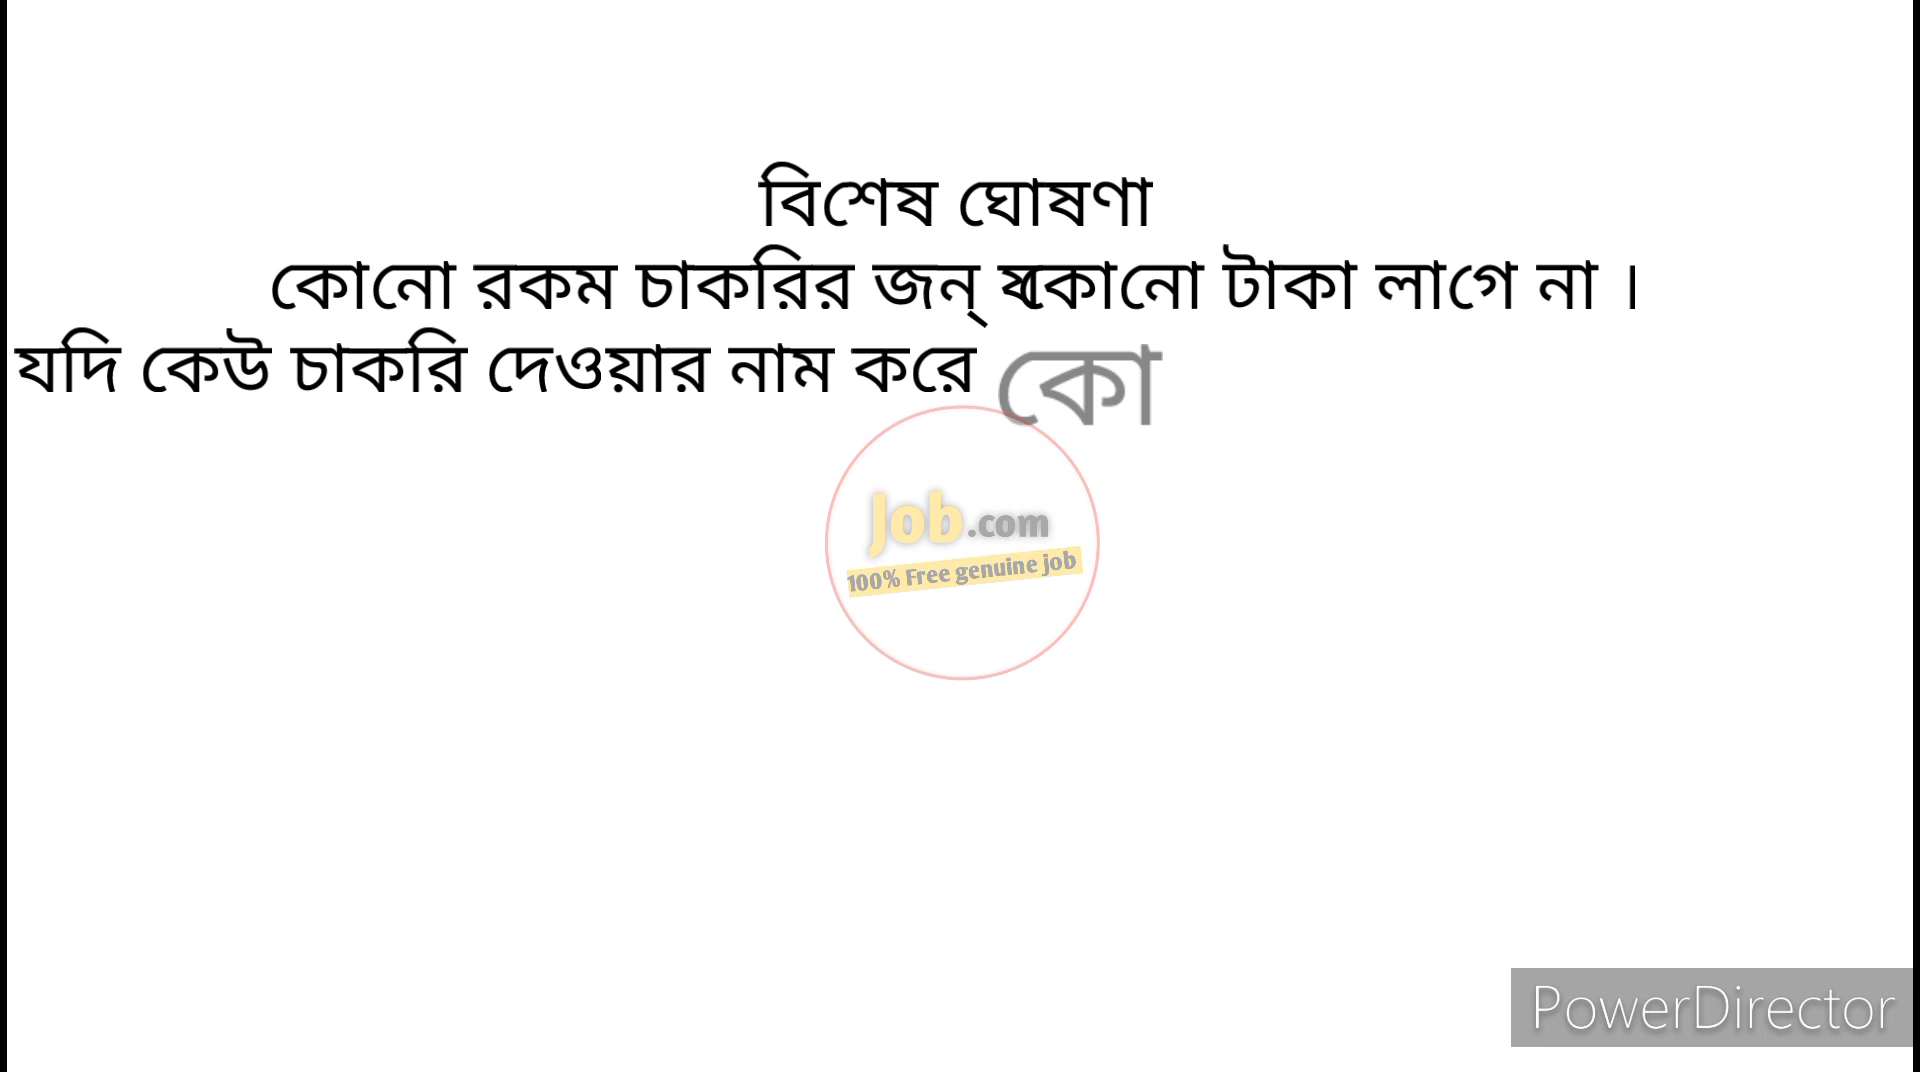 বিশেষ ঘোষণা
কোনো রকম চাকরির জন্য কোনো টাকা লাগে না ।
যদি কেউ চাকরি দেওয়ার নাম করে কো
Job.com
100% Free genuine job
PowerDirector